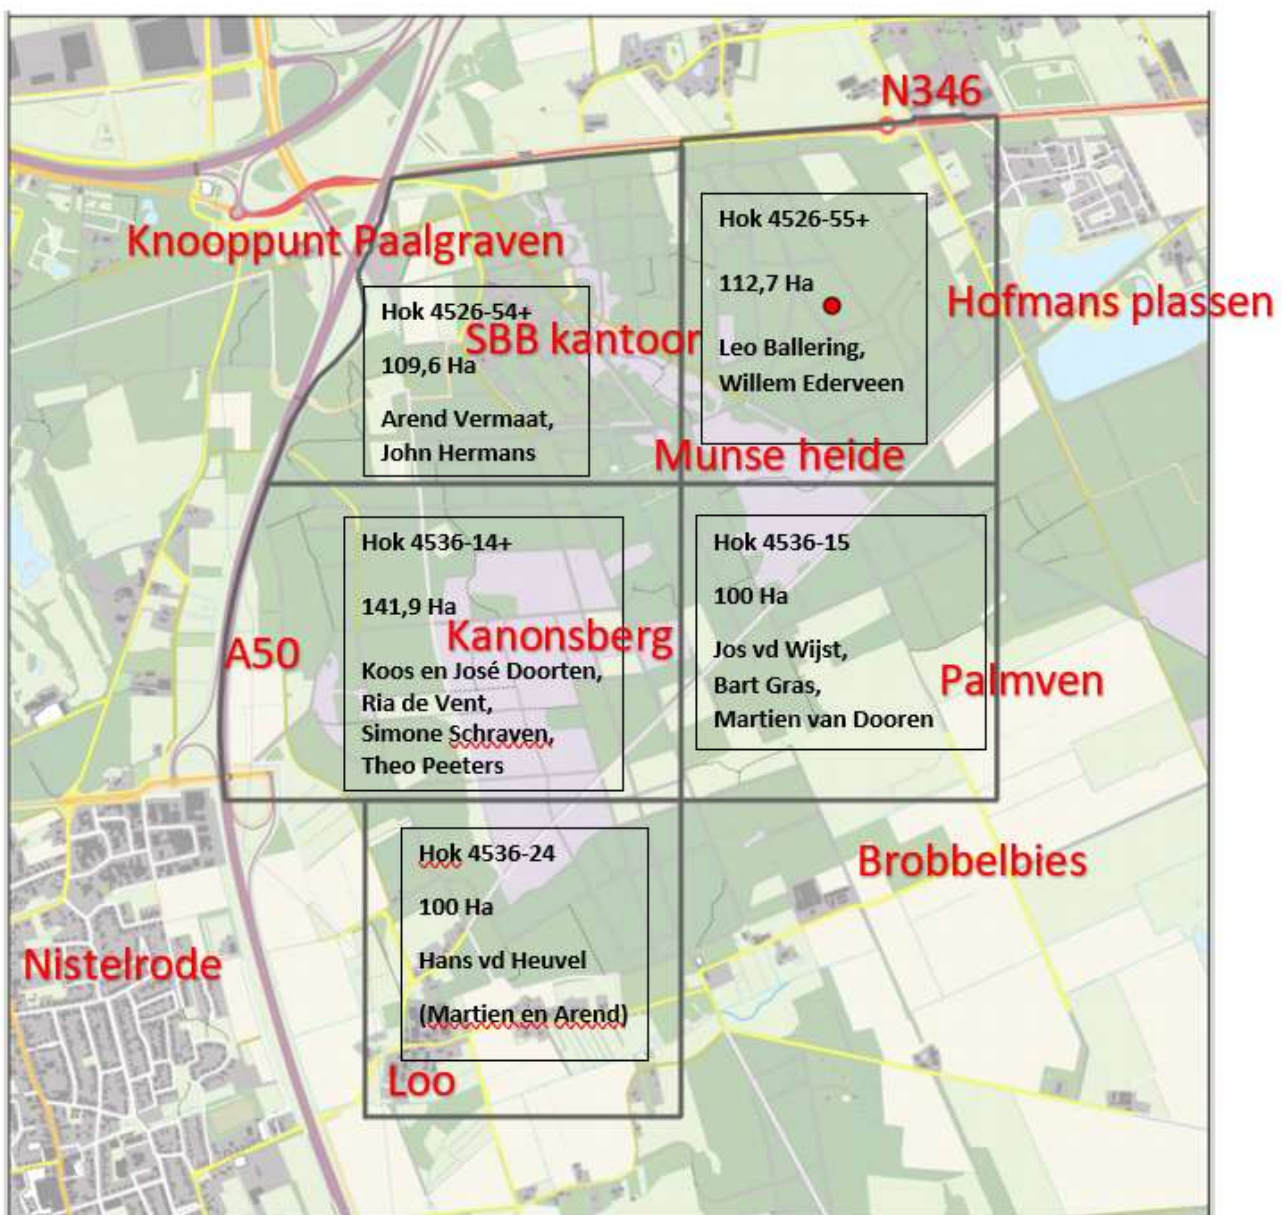 N346
Knooppunt Paalgraven
Hok 4526-54+
109,6 Ha
Arend Vermaat,
John Hermans
SBB kantoor
Hok 4526-55+
112,7 Ha
Leo Ballering,
Willem Ederveen
Hofmans plassen
Munse heide
A50
Hok 4536-14+
141,9 Ha
Koos en José Doorten,
Ria de Vent,
Simone Schraven,
Theo Peeters
Kanonsberg
Hok 4536-15
100 Ha
Jos vd Wijst,
Bart Gras,
Martien van Dooren
Palmven
Brobbelbies
Nistelrode
Hok 4536-24
100 Ha
Hans vd Heuvel
(Martien en Arend)
Loo